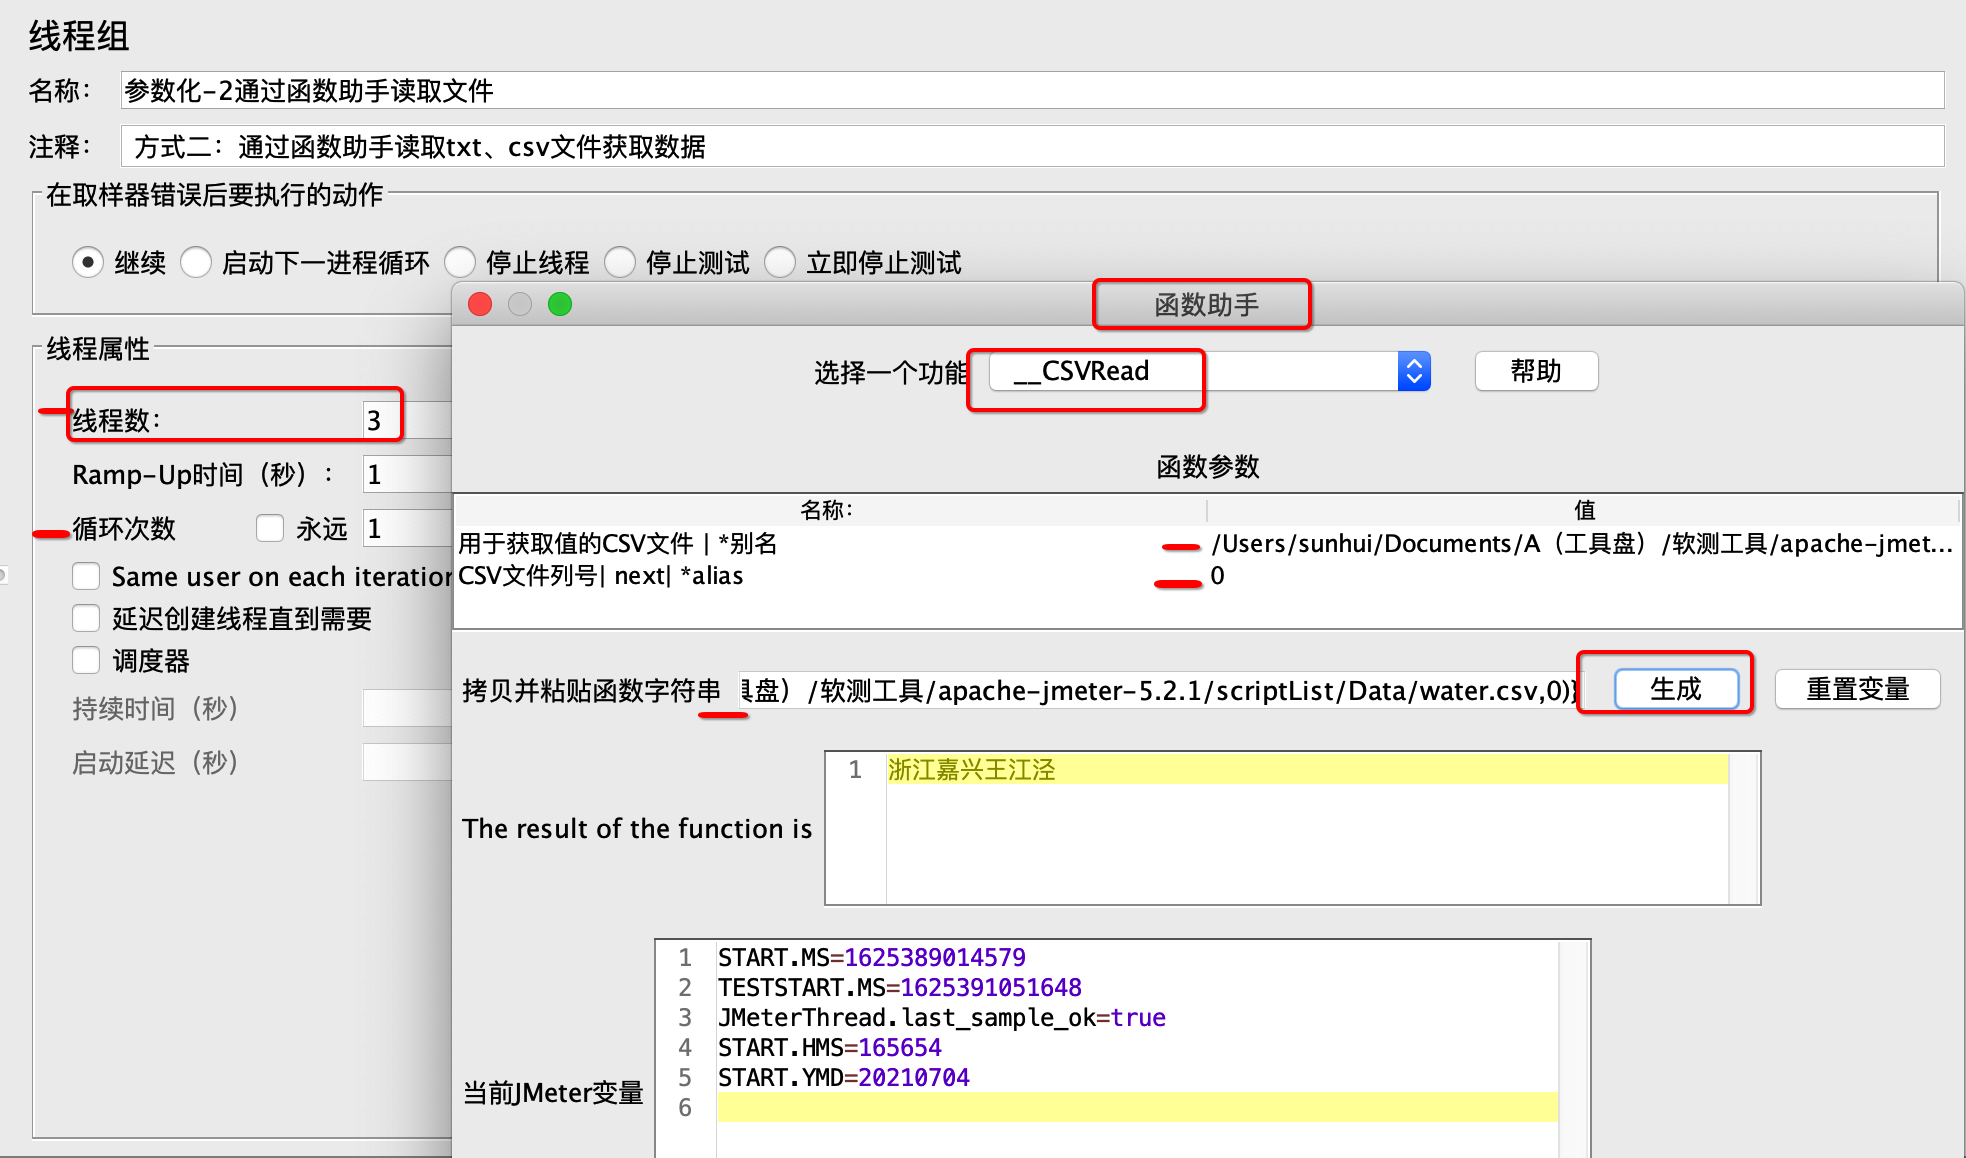 线程组
名称： 参数化-2通过函数助手读取文件
注释： 方式二：通过函数助手读取txt、csv文件获取数据
在取样器错误后要执行的动作
继续 启动下一进程循环 停止线程 停止测试 立即停止测试
函数助手
选择一个功能 __CSVRead 帮助
线程属性
线程数： 3
Ramp-Up时间（秒）： 1
循环次数 永远 1
Same user on each iteration
延迟创建线程直到需要
调度器
持续时间（秒）
启动延迟（秒）
函数参数
名称： 值
用于获取值的CSV文件 | *别名 /Users/sunhui/Documents/A（工具盘）/软测工具/apache-jmet...
CSV文件列号| next| *alias 0
拷贝并粘贴函数字符串 具盘）/软测工具/apache-jmeter-5.2.1/scriptList/Data/water.csv,0)} 生成 重置变量
The result of the function is
1 浙江嘉兴王江泾
当前JMeter变量
1 START.MS=1625389014579
2 TESTSTART.MS=1625391051648
3 JMeterThread.last_sample_ok=true
4 START.HMS=165654
5 START.YMD=20210704
6